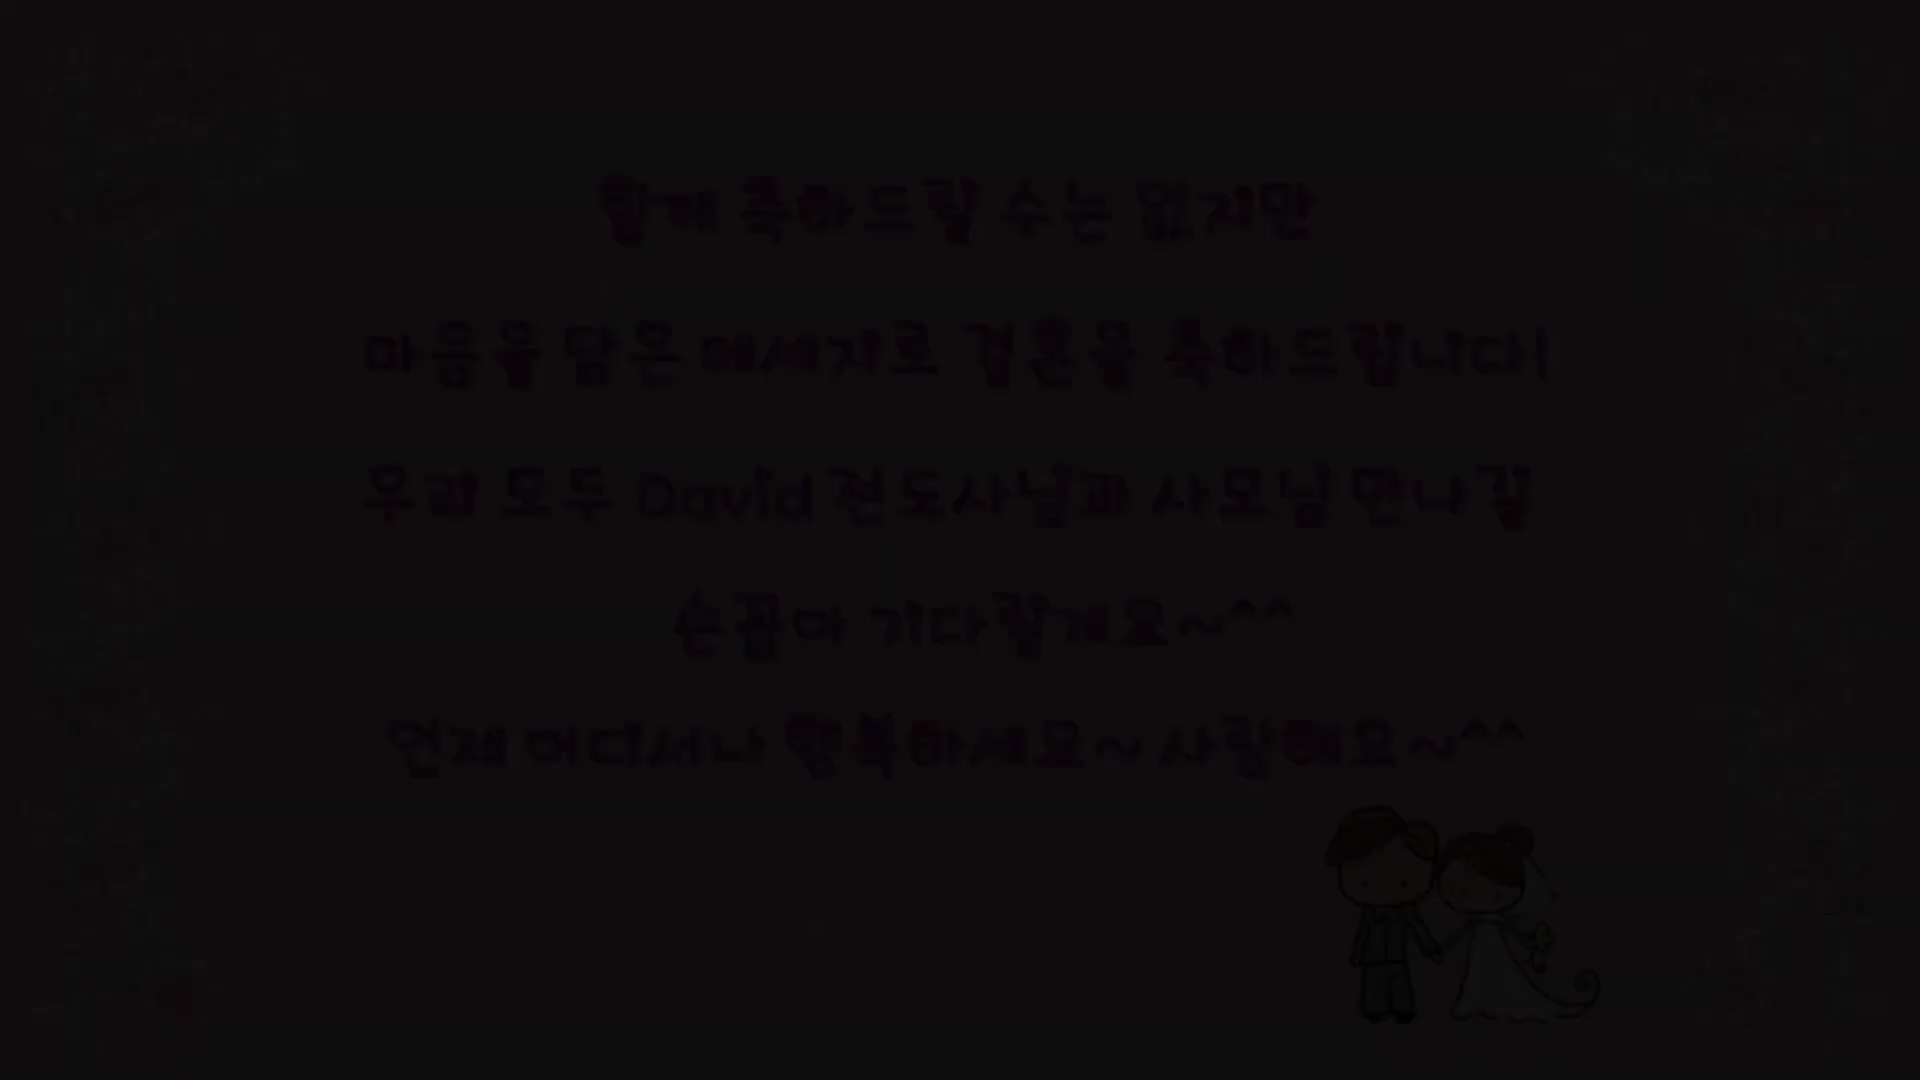 함께 축하드릴 수는 없지만
마음을 담은 메세지로 결혼을 축하드립니다!
우리 모두 David 전도사님과 사모님 만나길
손꼽아 기다릴게요~^^
언제 어디서나 행복하세요~ 사랑해요~^^